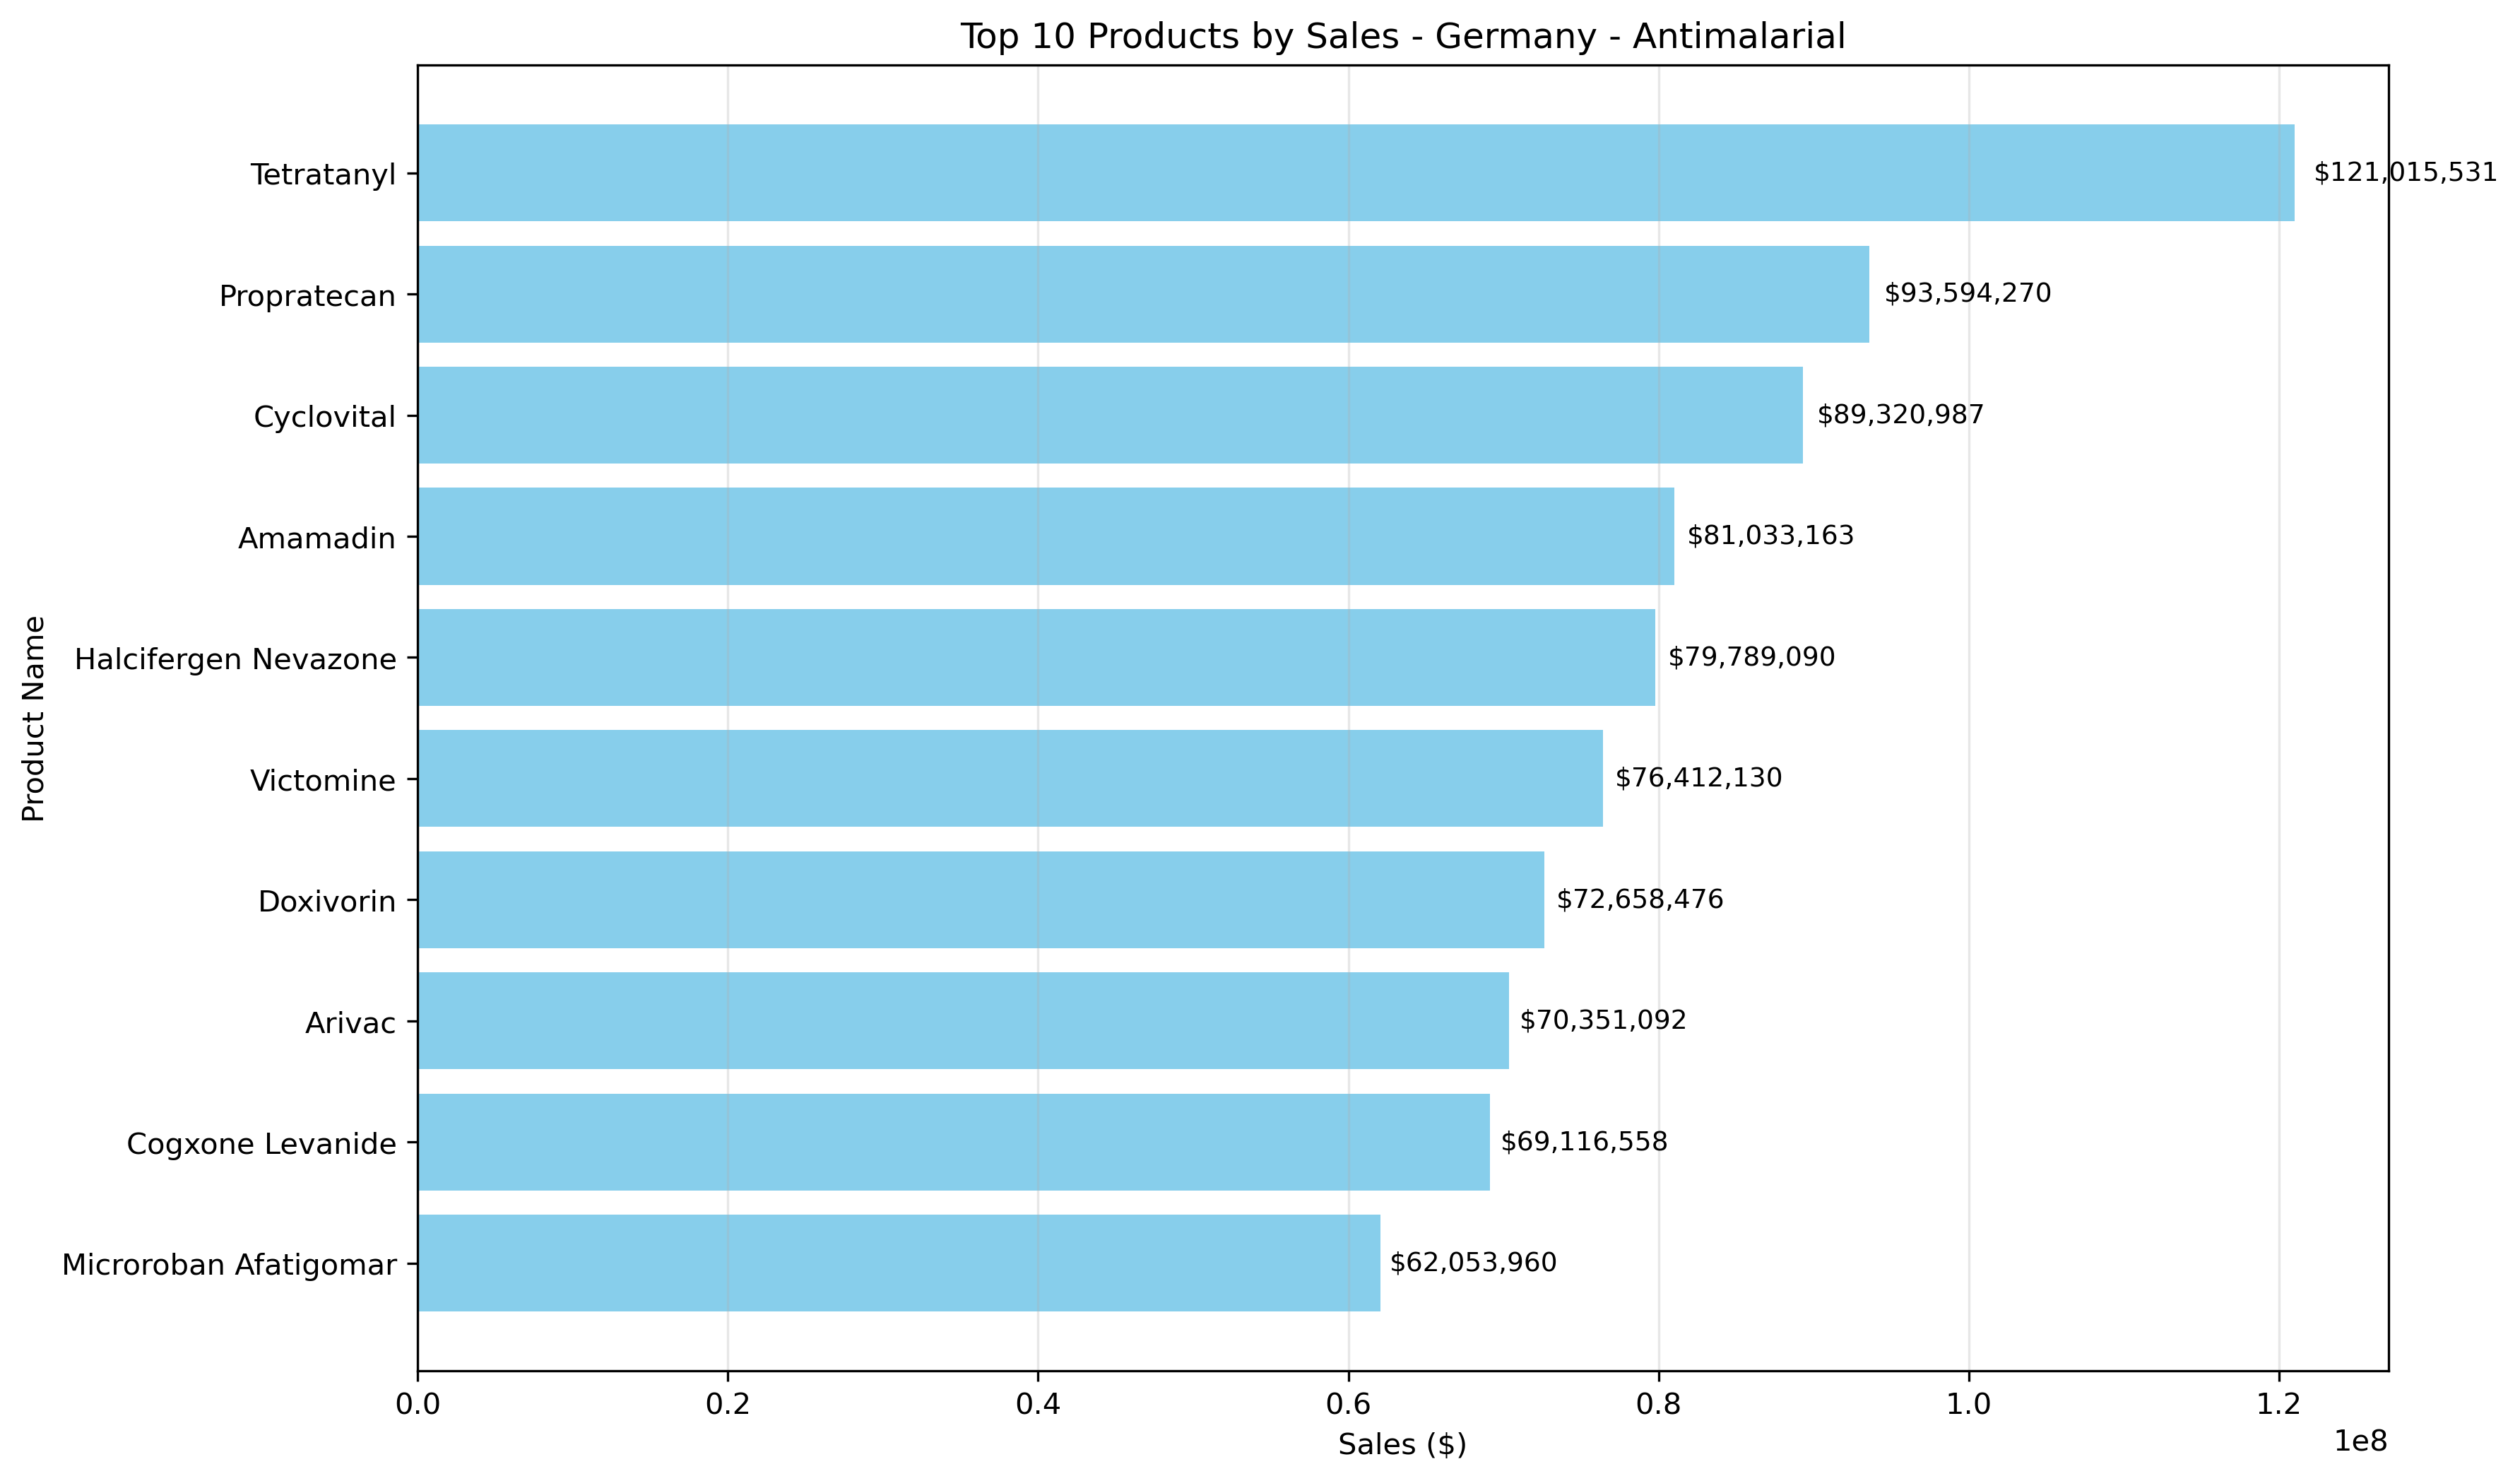 Top 10 Products by Sales - Germany - Antimalarial
Product Name
Tetratanyl $121,015,531
Propratecan $93,594,270
Cyclovital $89,320,987
Amamadin $81,033,163
Halcifergen Nevazone $79,789,090
Victomine $76,412,130
Doxivorin $72,658,476
Arivac $70,351,092
Cogxone Levanide $69,116,558
Microroban Afatigomar $62,053,960
0.0 0.2 0.4 0.6 0.8 1.0 1.2
1e8
Sales ($)